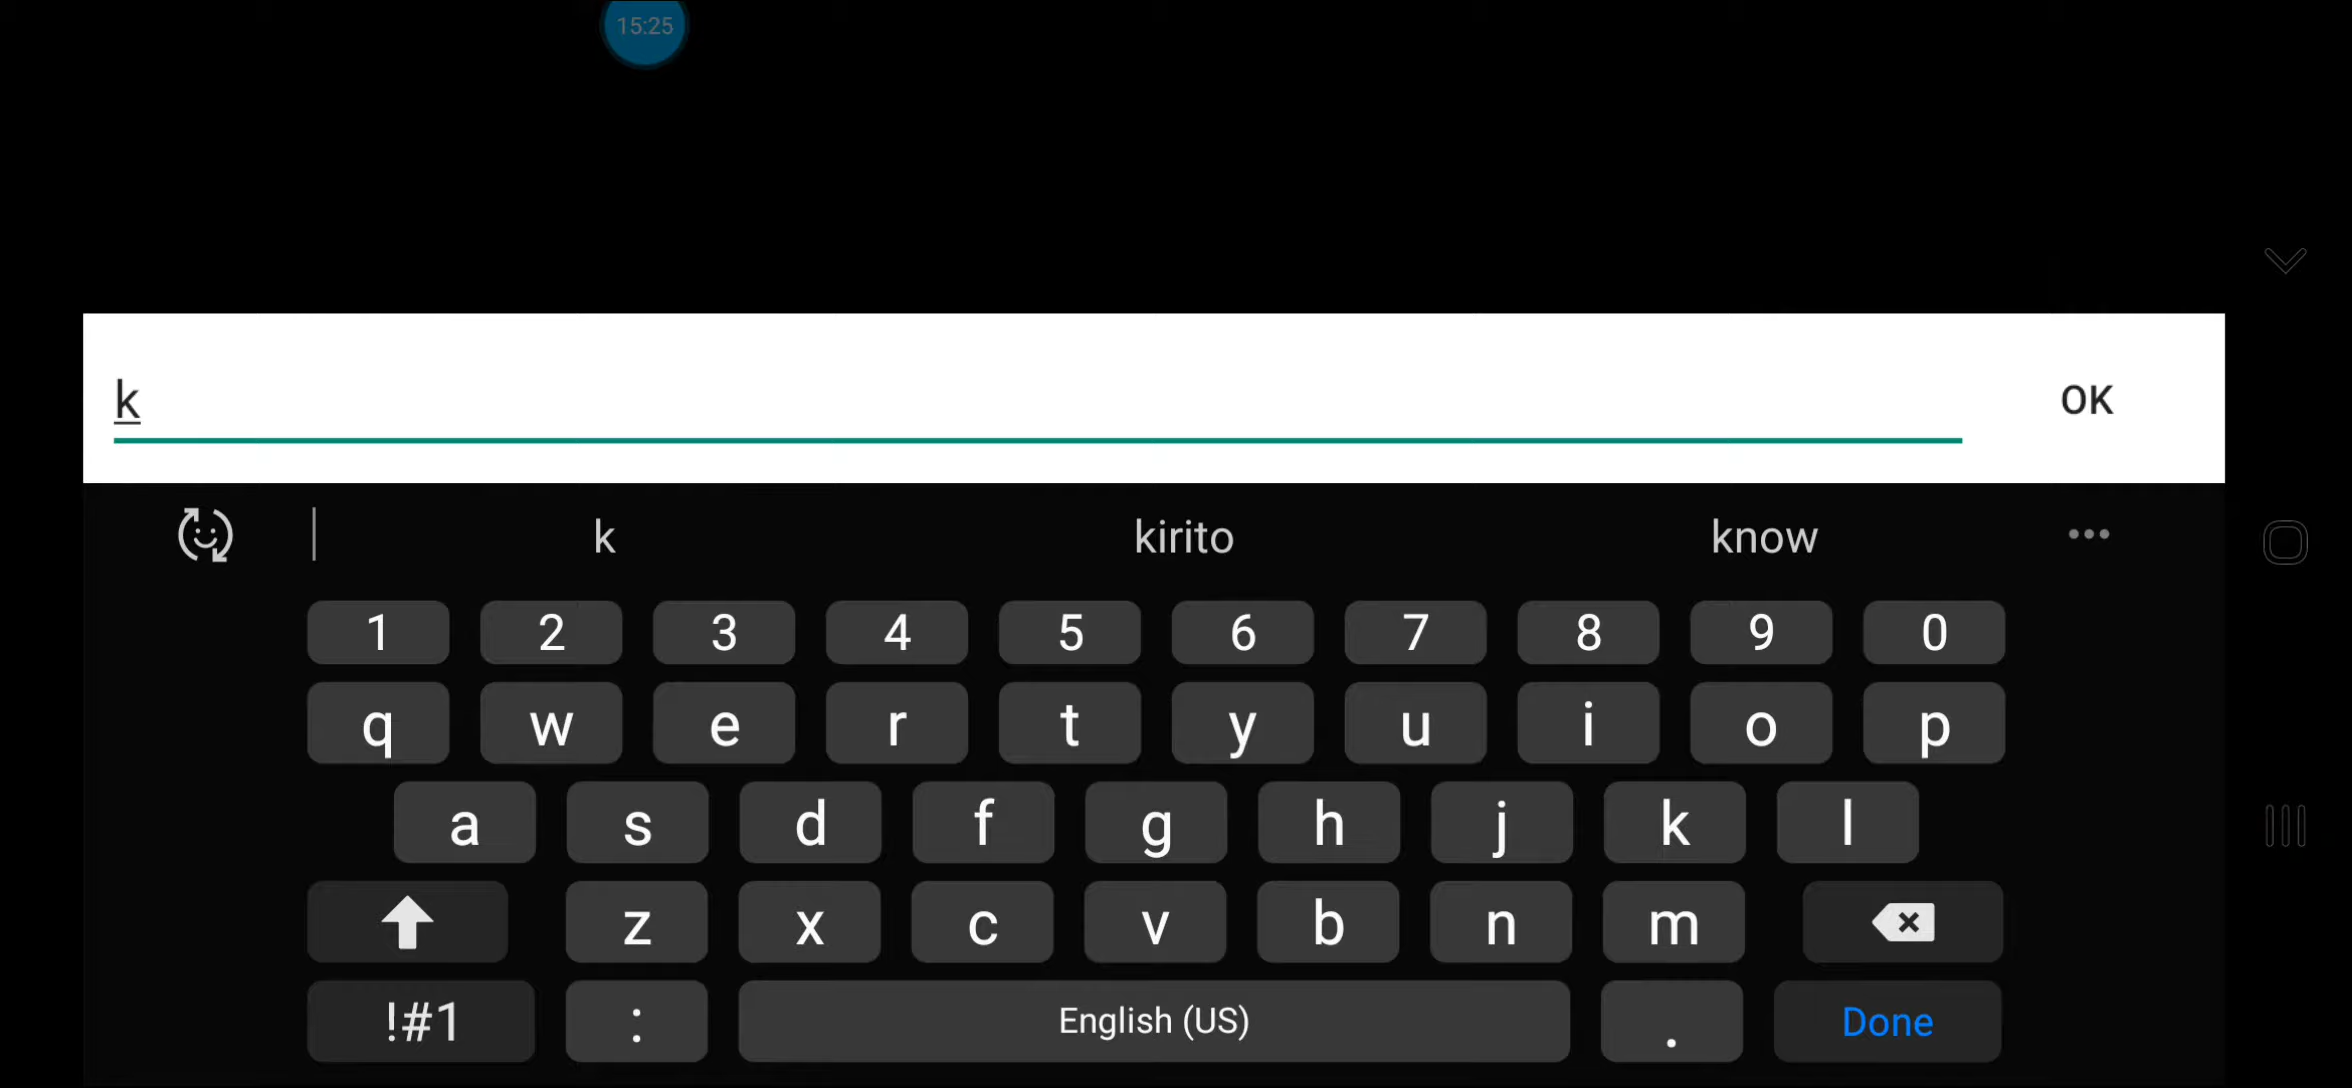 15:25
k
OK
k kirito know
1 2 3 4 5 6 7 8 9 0
q w e r t y u i o p
a s d f g h j k l
z x c v b n m
!#1 : English (US) . Done